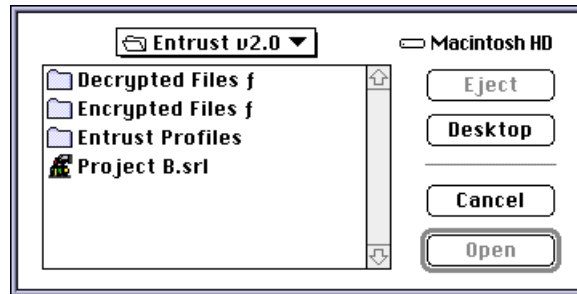 Entrust v2.0
Macintosh HD
Decrypted Files ƒ
Encrypted Files ƒ
Entrust Profiles
Project B.srl
Eject
Desktop
Cancel
Open